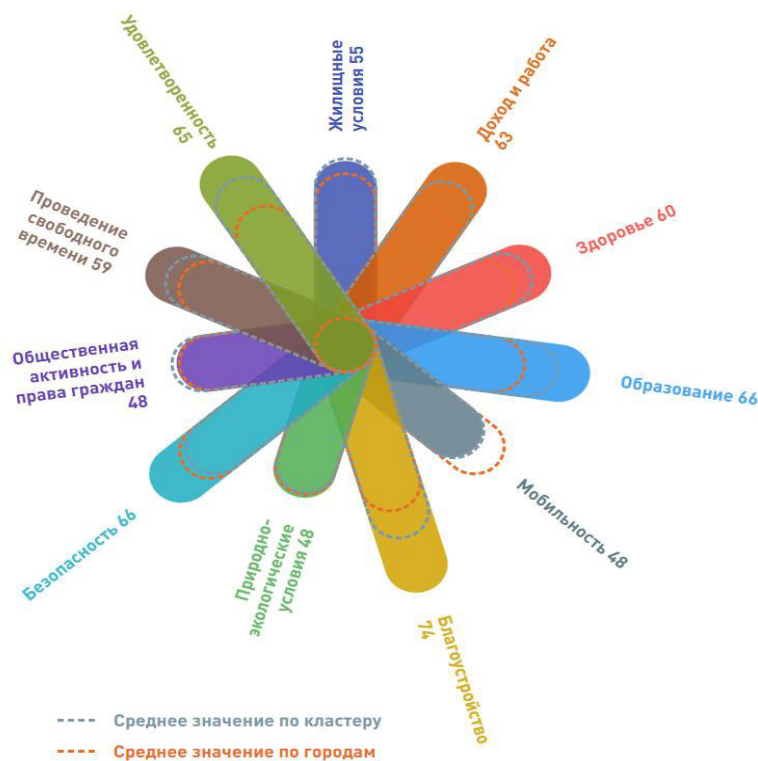 Удовлетворенность
65
Жилищные
условия 55
Доход и работа
63
Здоровье 60
Образование 66
Мобильность 48
Благоустройство
74
Природно-
экологические
условия 48
Безопасность 66
Общественная
активность и
права граждан
48
Проведение
свободного
времени 59
Среднее значение по кластеру
Среднее значение по городам